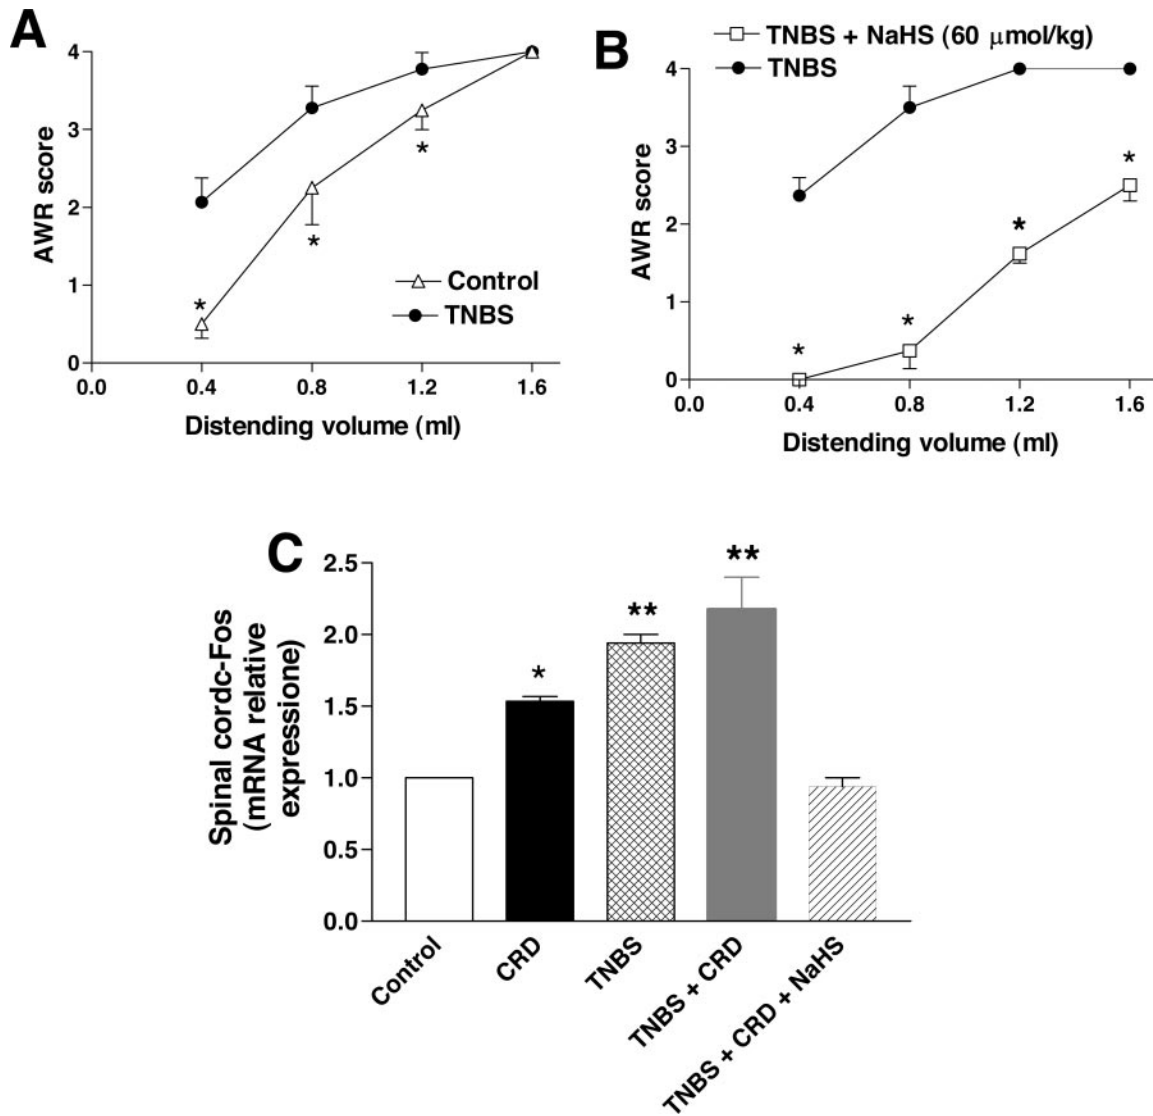 A
4
3
2
1
0
AWR score
*
*
*
Control
TNBS
0.0 0.4 0.8 1.2 1.6
Distending volume (ml)
B
TNBS + NaHS (60 μmol/kg)
TNBS
4
3
2
1
0
AWR score
*
*
*
*
0.0 0.4 0.8 1.2 1.6
Distending volume (ml)
C
2.5
2.0
1.5
1.0
0.5
0.0
Spinal cordc-Fos
(mRNA relative
expressione)
*
**
**
Control
CRD
TNBS
TNBS + CRD
TNBS + CRD + NaHS